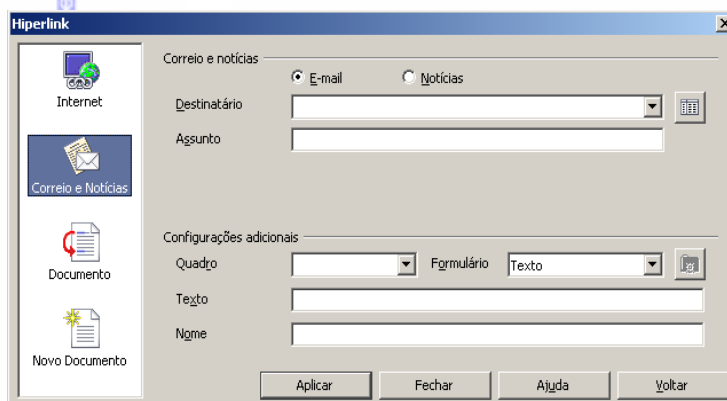 Hiperlink
Internet
Correio e Notícias
Documento
Novo Documento
Correio e notícias
E-mail Notícias
Destinatário
Assunto
Configurações adicionais
Quadro Formulário Texto
Texto
Nome
Aplicar Fechar Ajuda Voltar